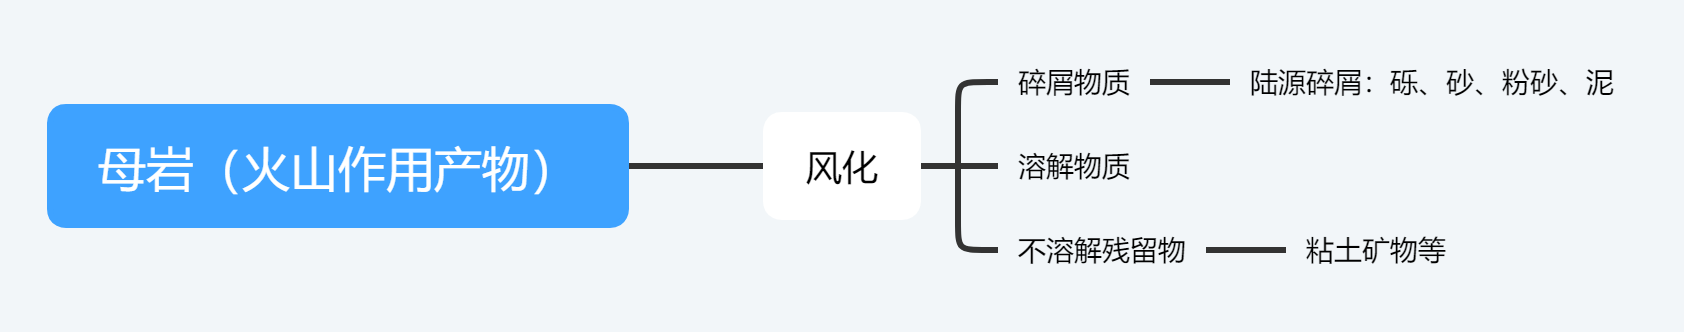 母岩（火山作用产物）
风化
碎屑物质
陆源碎屑：砾、砂、粉砂、泥
溶解物质
不溶解残留物
粘土矿物等